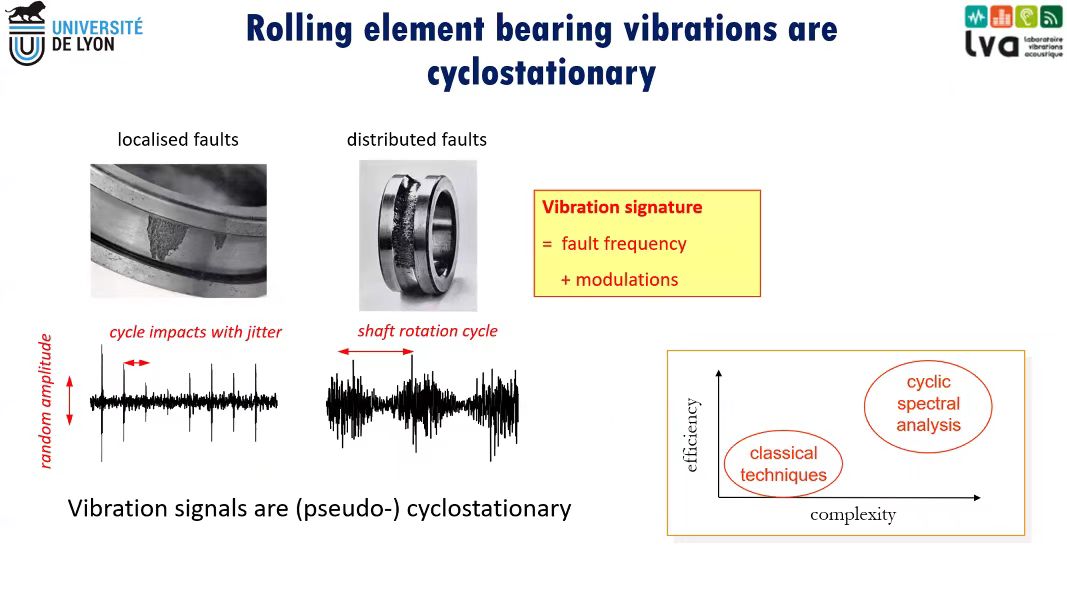 UNIVERSITÉ
DE LYON
Rolling element bearing vibrations are
cyclostationary
lva
laboratoire
vibrations
acoustique
localised faults
distributed faults
Vibration signature
= fault frequency
+ modulations
cycle impacts with jitter
shaft rotation cycle
random amplitude
efficiency
cyclic
spectral
analysis
classical
techniques
complexity
Vibration signals are (pseudo-) cyclostationary